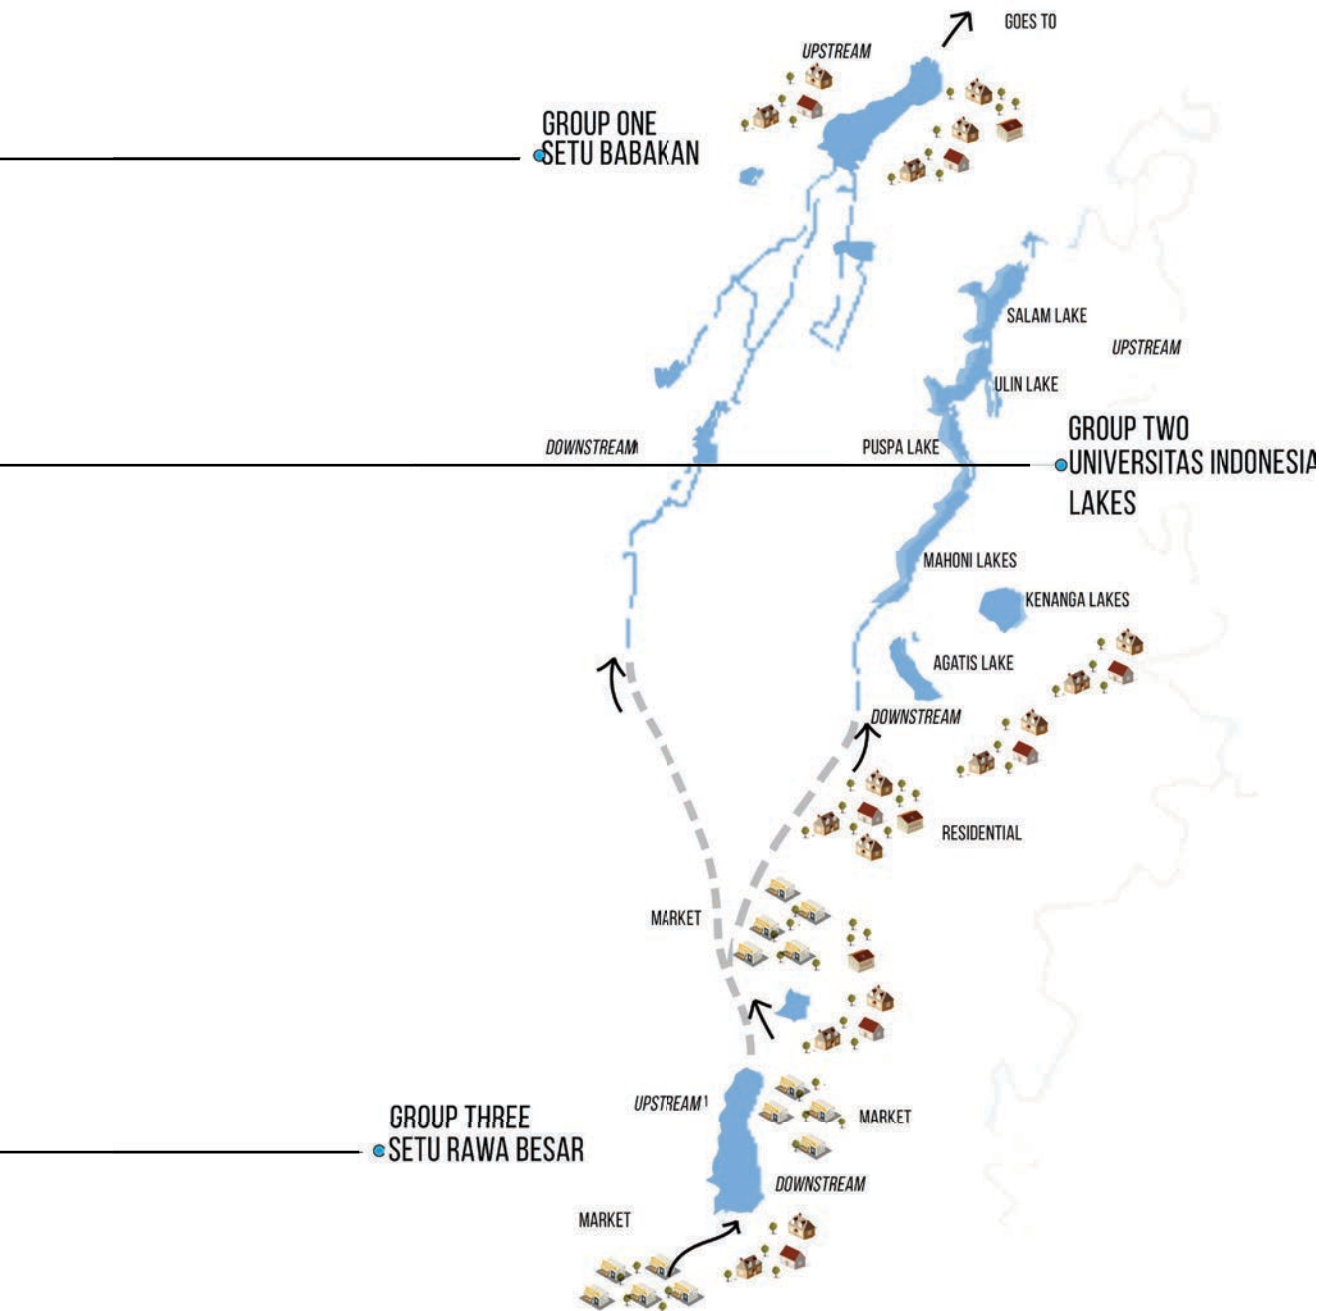 GOES TO
UPSTREAM
GROUP ONE
SETU BABAKAN
SALAM LAKE
UPSTREAM
ULIN LAKE
DOWNSTREAM
PUSPA LAKE
GROUP TWO
UNIVERSITAS INDONESIA
LAKES
MAHONI LAKES
KENANGA LAKES
AGATIS LAKE
DOWNSTREAM
RESIDENTIAL
MARKET
UPSTREAM
GROUP THREE
SETU RAWA BESAR
MARKET
DOWNSTREAM
MARKET